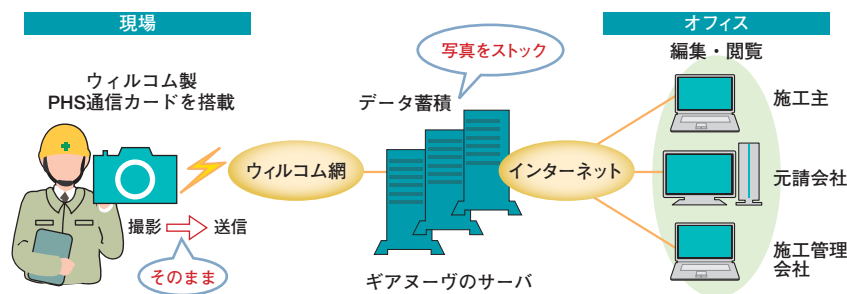 現場
オフィス
写真をストック
編集・閲覧
ウィルコム製
PHS通信カードを搭載
データ蓄積
施工主
ウィルコム網
インターネット
元請会社
撮影
送信
そのまま
ギアヌーヴのサーバ
施工管理
会社